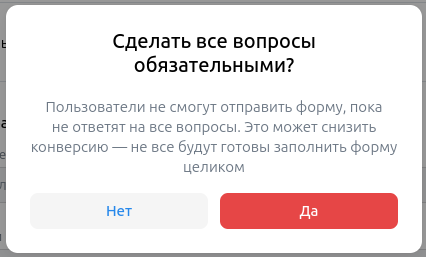 Сделать все вопросы
обязательными?
Пользователи не смогут отправить форму, пока
не ответят на все вопросы. Это может снизить
конверсию — не все будут готовы заполнить форму
целиком
Нет
Да